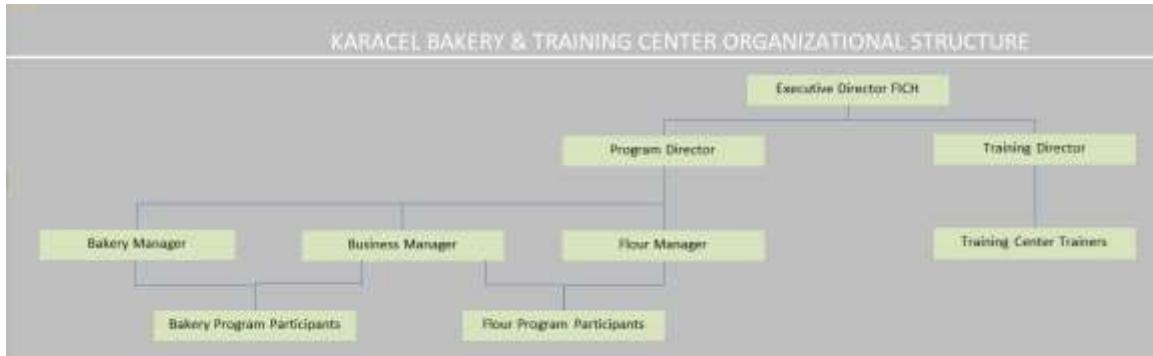 KARACEL BAKERY & TRAINING CENTER ORGANIZATIONAL STRUCTURE
Executive Director FICH
Program Director
Training Director
Bakery Manager
Business Manager
Flour Manager
Training Center Trainers
Bakery Program Participants
Flour Program Participants